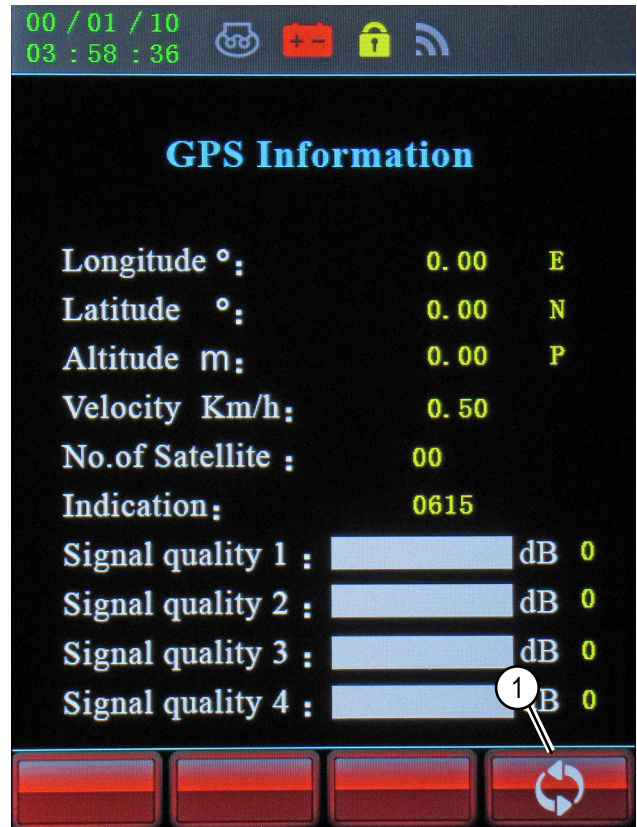 00 / 01 / 10
03 : 58 : 36
GPS Information
Longitude °: 0.00 E
Latitude °: 0.00 N
Altitude m: 0.00 P
Velocity Km/h: 0.50
No.of Satellite : 00
Indication: 0615
Signal quality 1 : dB 0
Signal quality 2 : dB 0
Signal quality 3 : dB 0
Signal quality 4 : B 0
1